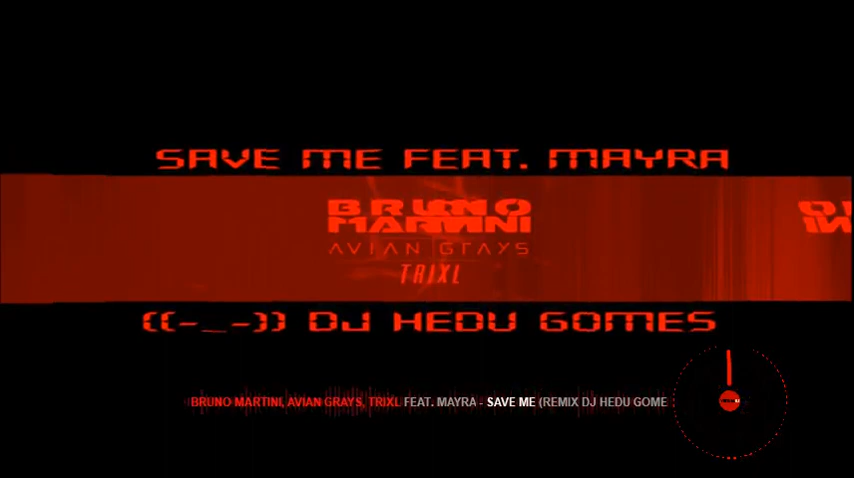 SAVE ME FEAT. MAYRA
BRUNO
MARTINI
AVIAN GRAYS
TRIXL
((-_-)) DJ HEDU GOMES
BRUNO MARTINI, AVIAN GRAYS, TRIXL FEAT. MAYRA - SAVE ME (REMIX DJ HEDU GOME